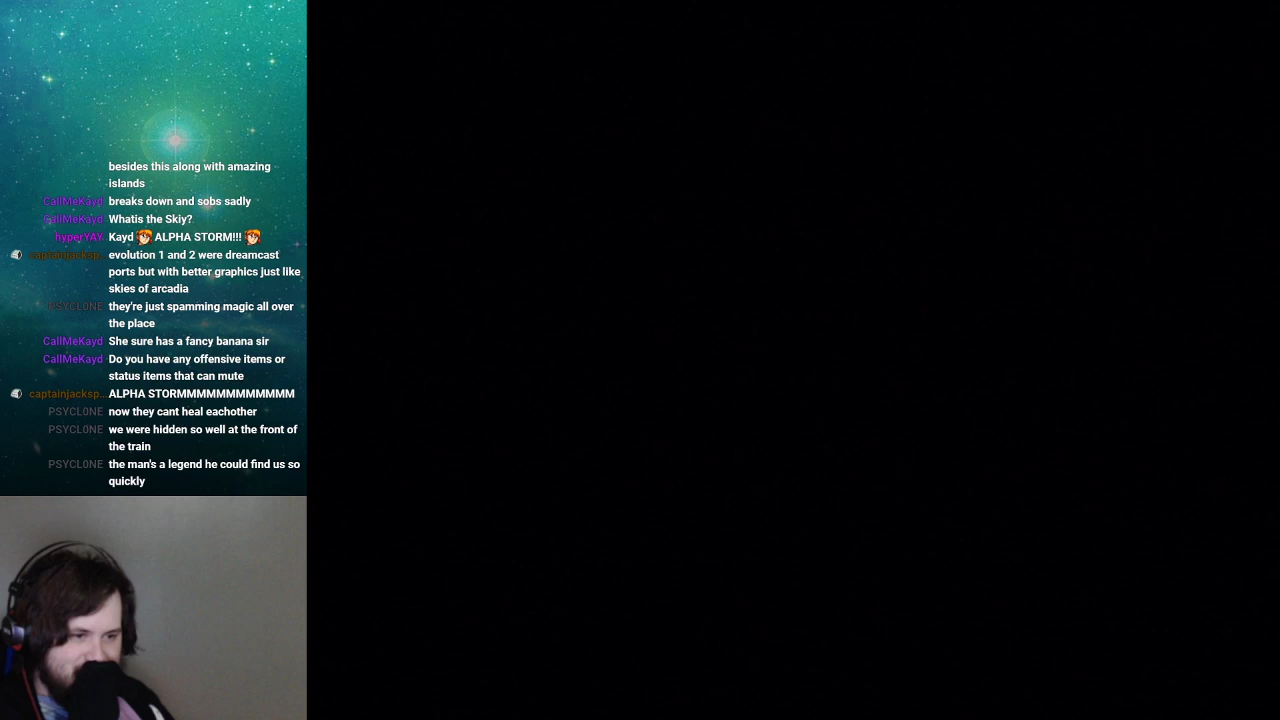 besides this along with amazing
islands
CallMeKayd breaks down and sobs sadly
CallMeKayd Whatis the Skiy?
hyperYAY Kayd ALPHA STORM!!!
captainjacksp... evolution 1 and 2 were dreamcast
ports but with better graphics just like
skies of arcadia
PSYCL0NE they're just spamming magic all over
the place
CallMeKayd She sure has a fancy banana sir
CallMeKayd Do you have any offensive items or
status items that can mute
captainjacksp... ALPHA STORMMMMMMMMMMMM
PSYCL0NE now they cant heal eachother
PSYCL0NE we were hidden so well at the front of
the train
PSYCL0NE the man's a legend he could find us so
quickly